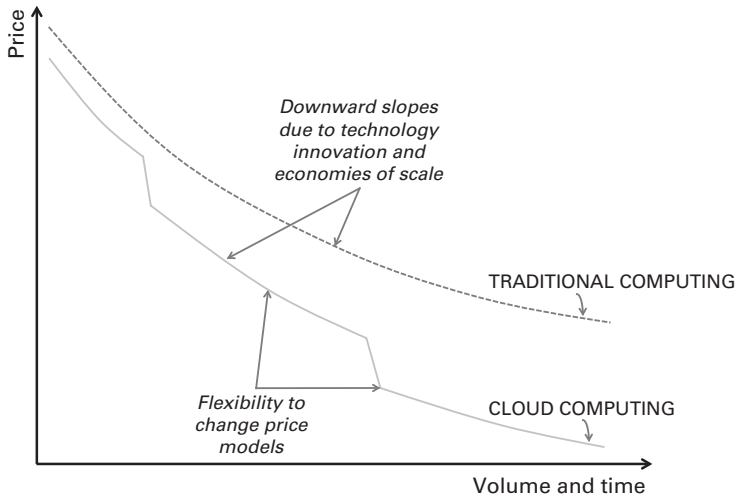 Price
Downward slopes
due to technology
innovation and
economies of scale
TRADITIONAL COMPUTING
Flexibility to
change price
models
CLOUD COMPUTING
Volume and time